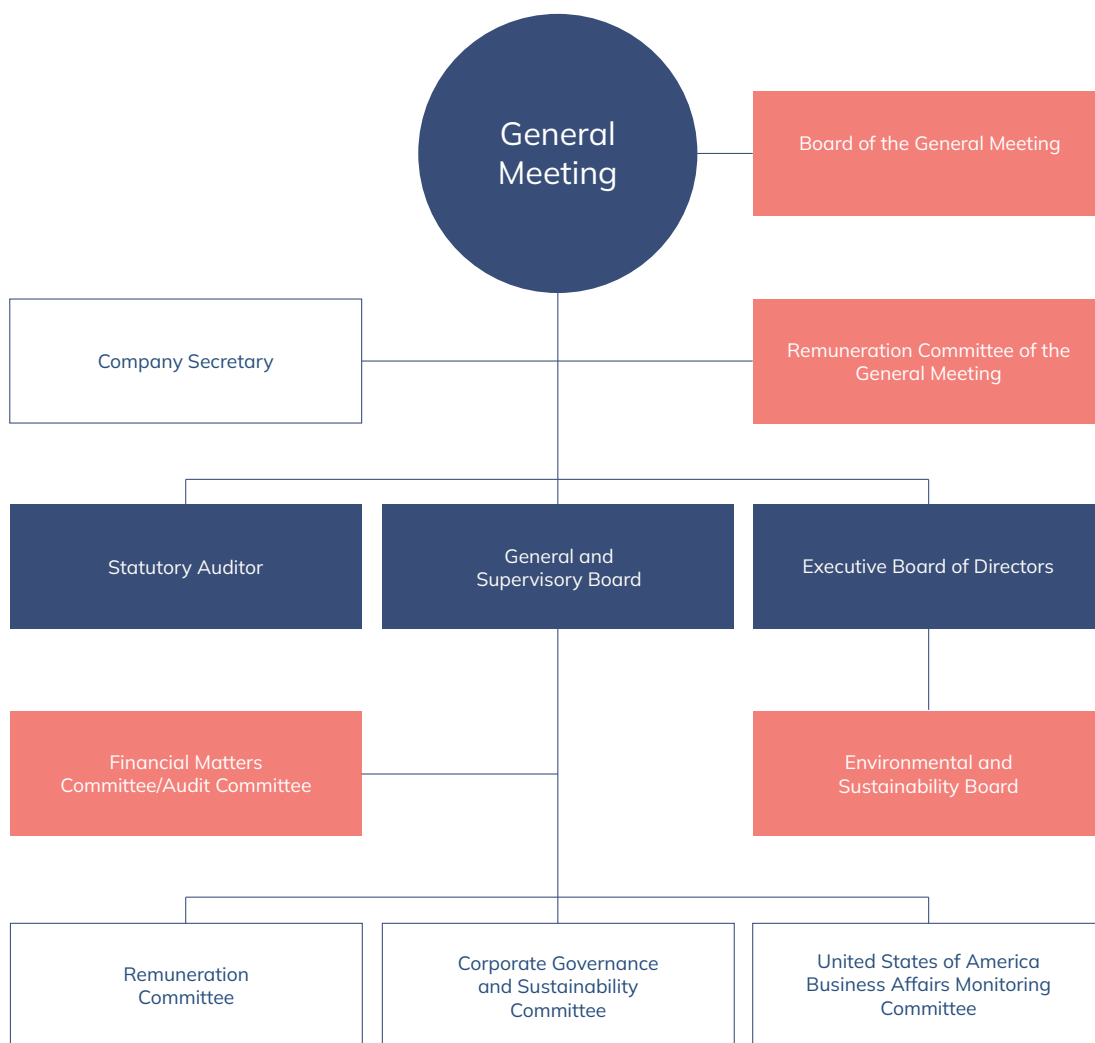 General
Meeting
Board of the General Meeting
Company Secretary
Remuneration Committee of the
General Meeting
Statutory Auditor
General and
Supervisory Board
Executive Board of Directors
Financial Matters
Committee/Audit Committee
Environmental and
Sustainability Board
Remuneration
Committee
Corporate Governance
and Sustainability
Committee
United States of America
Business Affairs Monitoring
Committee